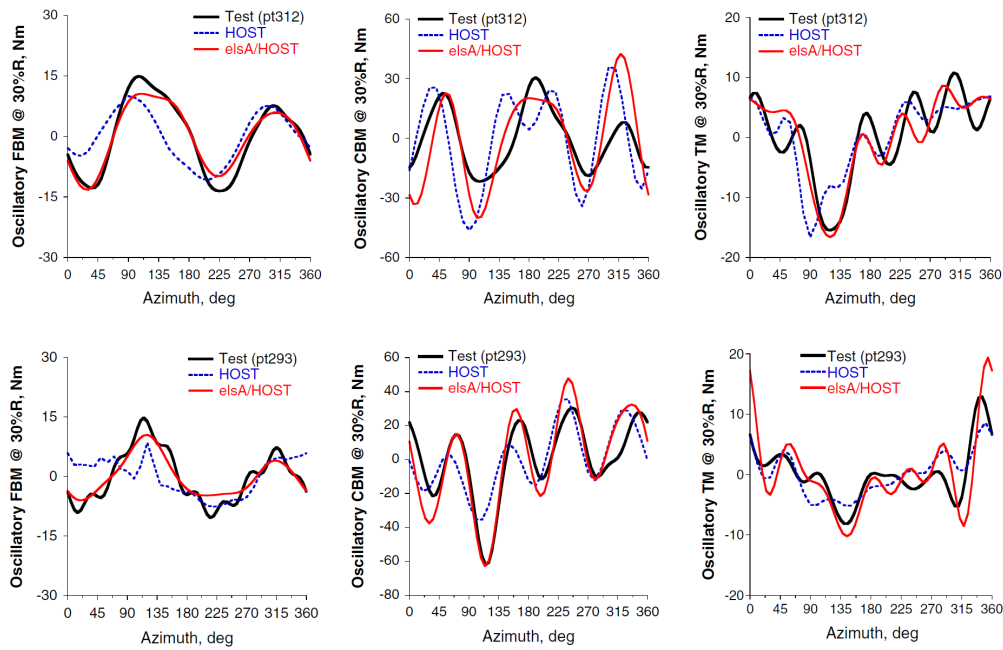 Oscillatory FBM @ 30%R, Nm
30
15
0
-15
-30
Test (pt312)
HOST
elsA/HOST
0 45 90 135 180 225 270 315 360
Azimuth, deg
Oscillatory CBM @ 30%R, Nm
60
30
0
-30
-60
Test (pt312)
HOST
elsA/HOST
0 45 90 135 180 225 270 315 360
Azimuth, deg
Oscillatory TM @ 30%R, Nm
20
10
0
-10
-20
Test (pt312)
HOST
elsA/HOST
0 45 90 135 180 225 270 315 360
Azimuth, deg
Oscillatory FBM @ 30%R, Nm
30
15
0
-15
-30
Test (pt293)
HOST
elsA/HOST
0 45 90 135 180 225 270 315 360
Azimuth, deg
Oscillatory CBM @ 30%R, Nm
60
40
20
0
-20
-40
-60
-80
Test (pt293)
HOST
elsA/HOST
0 45 90 135 180 225 270 315 360
Azimuth, deg
Oscillatory TM @ 30%R, Nm
20
10
0
-10
-20
Test (pt293)
HOST
elsA/HOST
0 45 90 135 180 225 270 315 360
Azimuth, deg